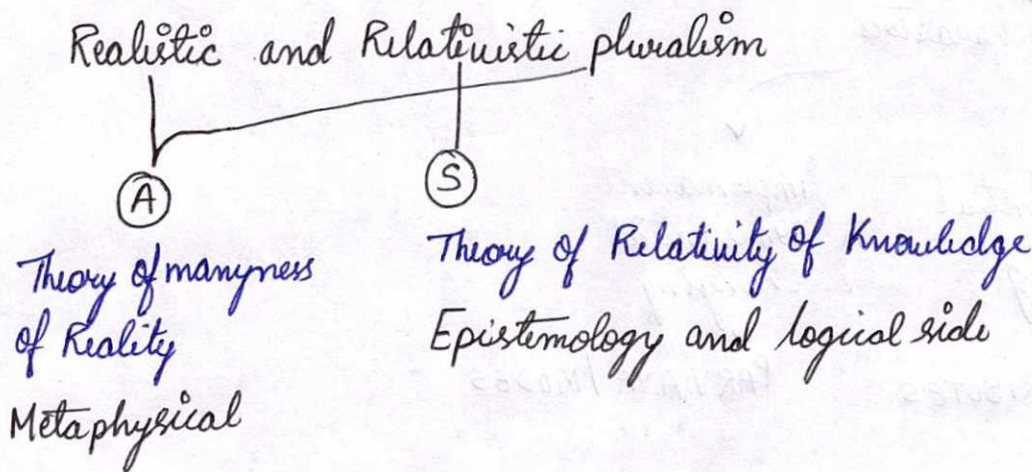 Realistic and Relativistic pluralism
A
S
Theory of manyness
of Reality
Metaphysical
Theory of Relativity of Knowledge
Epistemology and logical side